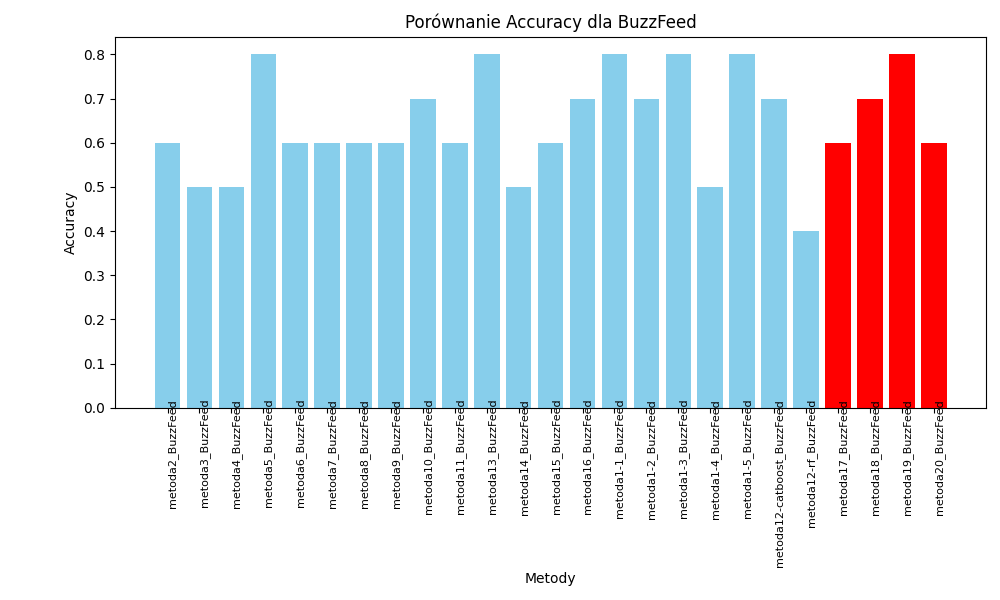 Porównanie Accuracy dla BuzzFeed
Accuracy
0.8
0.7
0.6
0.5
0.4
0.3
0.2
0.1
0.0
metoda2_BuzzFeed
metoda3_BuzzFeed
metoda4_BuzzFeed
metoda5_BuzzFeed
metoda6_BuzzFeed
metoda7_BuzzFeed
metoda8_BuzzFeed
metoda9_BuzzFeed
metoda10_BuzzFeed
metoda11_BuzzFeed
metoda13_BuzzFeed
metoda14_BuzzFeed
metoda15_BuzzFeed
metoda16_BuzzFeed
metoda1-1_BuzzFeed
metoda1-2_BuzzFeed
metoda1-3_BuzzFeed
metoda1-4_BuzzFeed
metoda1-5_BuzzFeed
metoda12-catboost_BuzzFeed
metoda12-rf_BuzzFeed
metoda17_BuzzFeed
metoda18_BuzzFeed
metoda19_BuzzFeed
metoda20_BuzzFeed
Metody